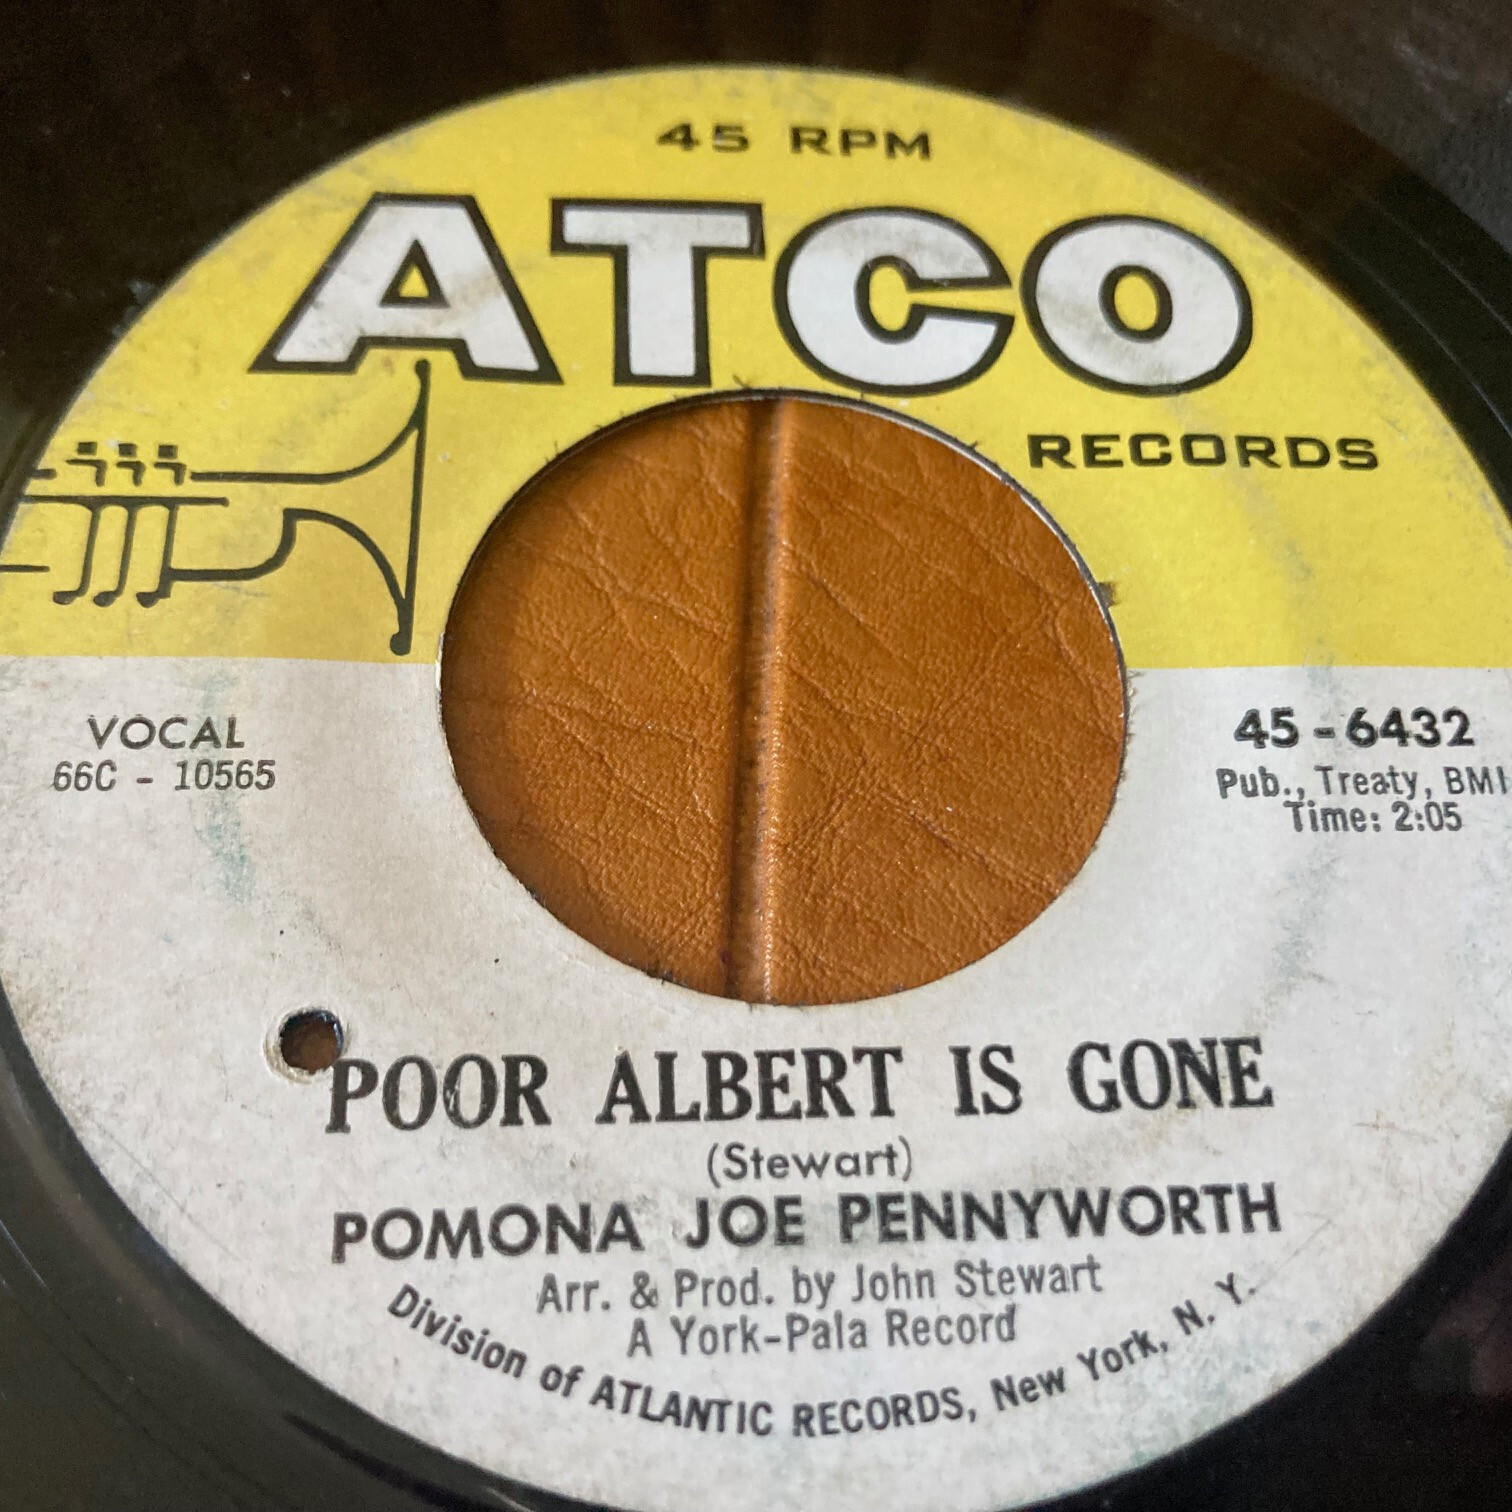 45 RPM
ATCO
RECORDS
VOCAL
66C - 10565
45-6432
Pub., Treaty, BMI
Time: 2:05
POOR ALBERT IS GONE
(Stewart)
POMONA JOE PENNYWORTH
Arr. & Prod. by John Stewart
A York-Pala Record
Division of ATLANTIC RECORDS, New York, N. Y.